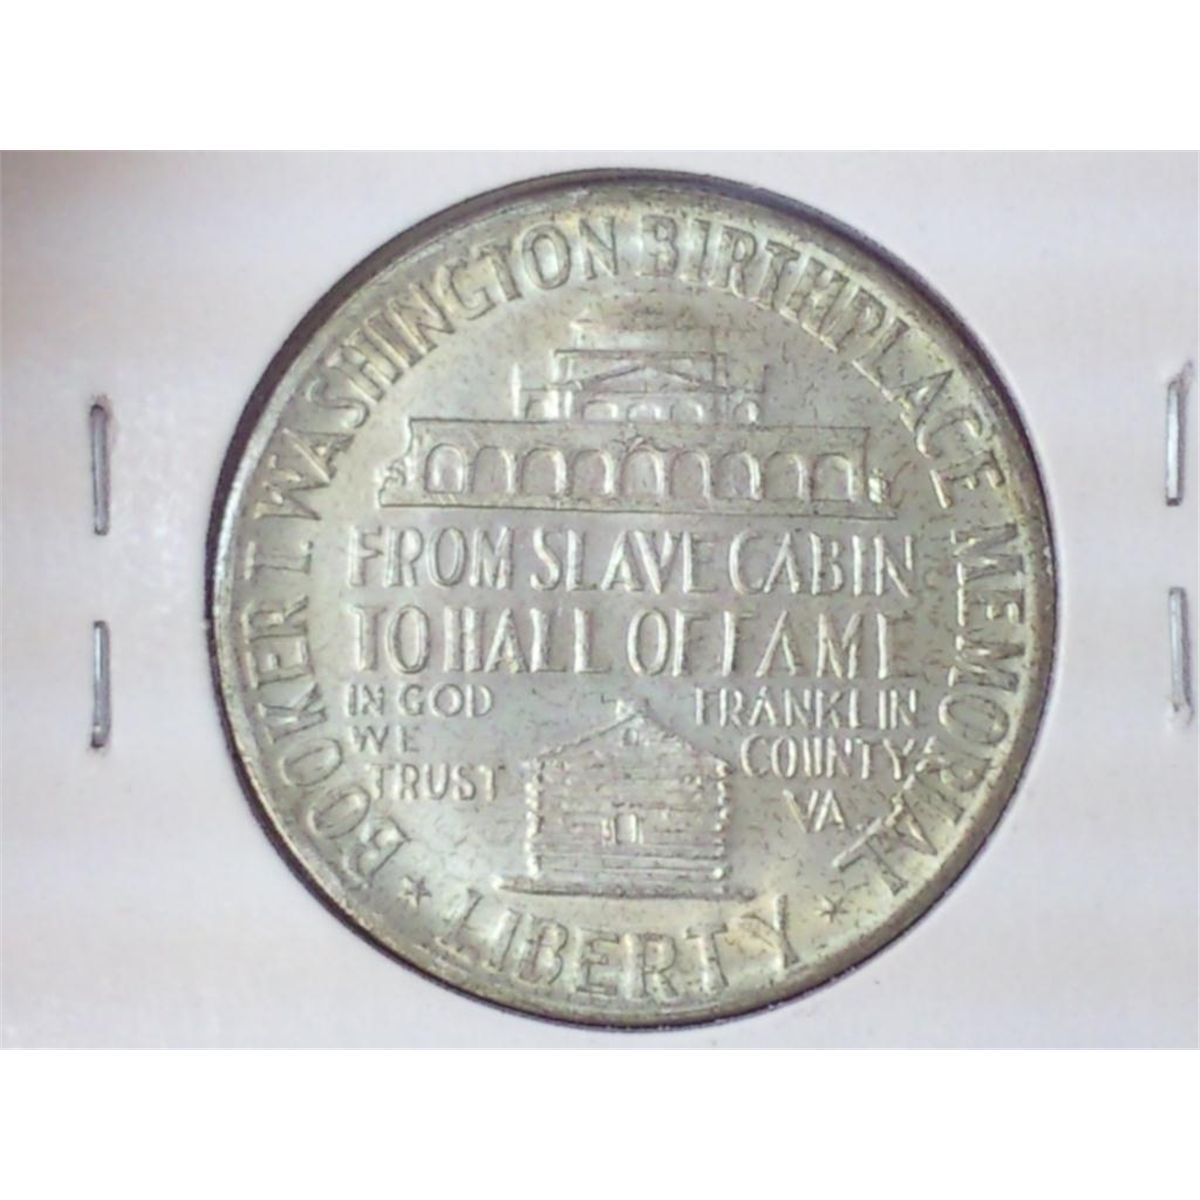 BOOKER T. WASHINGTON BIRTHPLACE MEMORIAL
FROM SLAVE CABIN
TO HALL OF FAME
IN GOD
WE
TRUST
FRANKLIN
COUNTY
VA.
* LIBERTY *